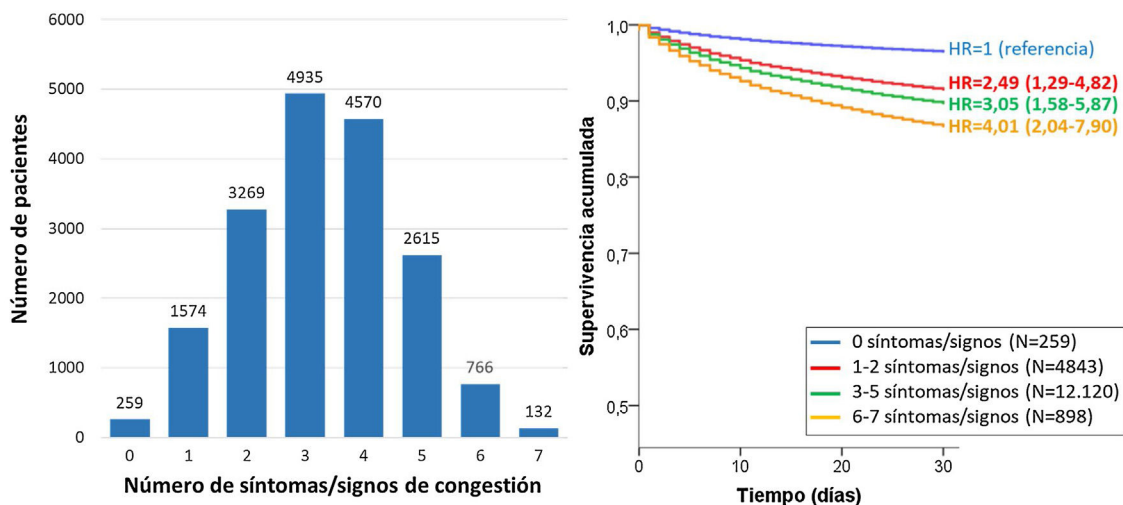 Número de pacientes
6000
5000
4000
3000
2000
1000
0
259
1574
3269
4935
4570
2615
766
132
0 1 2 3 4 5 6 7
Número de síntomas/signos de congestión
Supervivencia acumulada
1,0
0,9
0,8
0,7
0,6
0,5
HR=1 (referencia)
HR=2,49 (1,29-4,82)
HR=3,05 (1,58-5,87)
HR=4,01 (2,04-7,90)
0 síntomas/signos (N=259)
1-2 síntomas/signos (N=4843)
3-5 síntomas/signos (N=12.120)
6-7 síntomas/signos (N=898)
0 10 20 30
Tiempo (días)